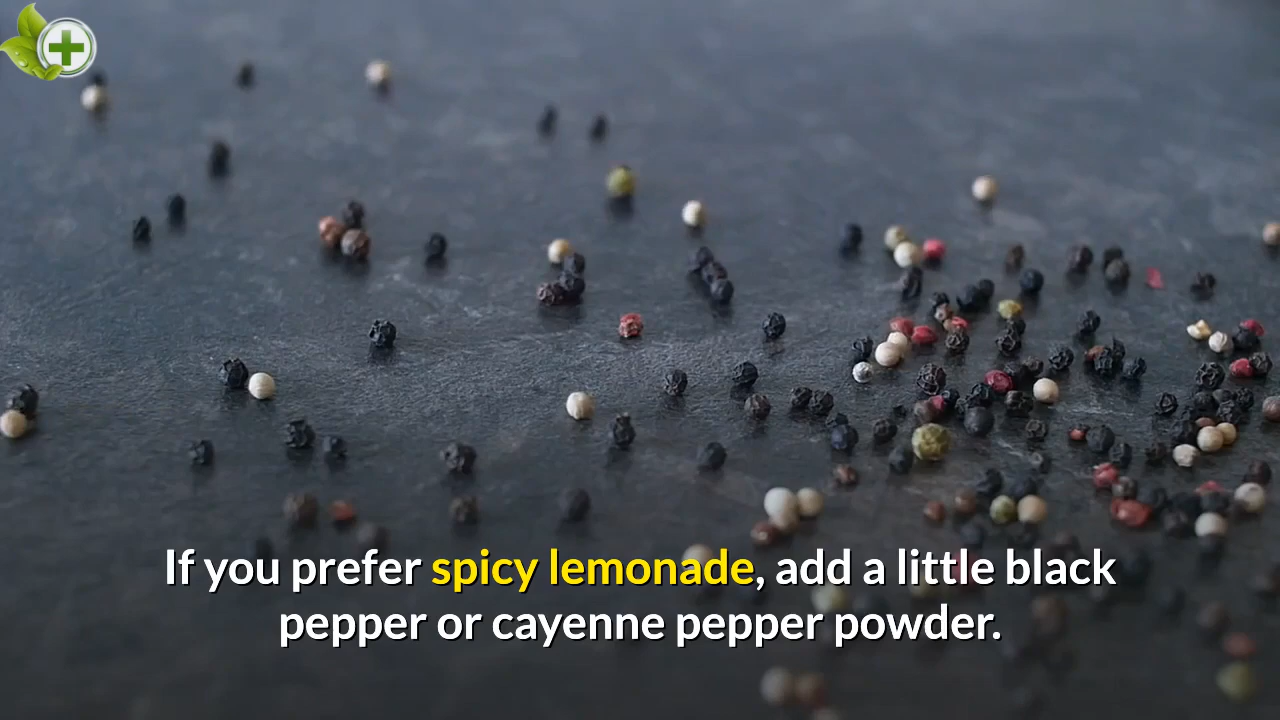 If you prefer spicy lemonade, add a little black
pepper or cayenne pepper powder.